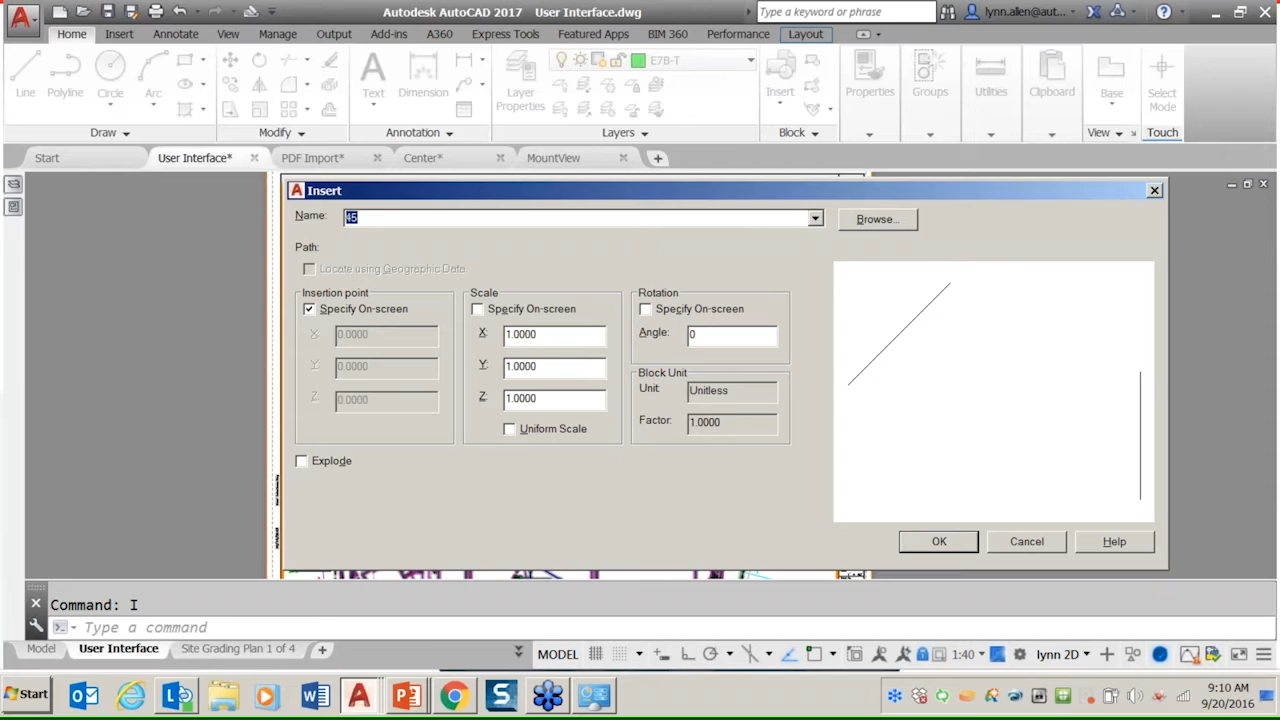 Autodesk AutoCAD 2017 User Interface.dwg
Type a keyword or phrase
lynn.allen@aut...
Home Insert Annotate View Manage Output Add-ins A360 Express Tools Featured Apps BIM 360 Performance Layout
Line Polyline Circle Arc
Text Dimension
Layer Properties
E7B-T
Insert
Properties Groups Utilities Clipboard Base
Select Mode
Draw Modify Annotation Layers Block View Touch
Start User Interface* PDF Import* Center* MountView
Insert
Name: 45 Browse...
Path:
Locate using Geographic Data
Insertion point Scale Rotation
Specify On-screen Specify On-screen Specify On-screen
X: 0.0000 X: 1.0000 Angle: 0
Y: 0.0000 Y: 1.0000
Block Unit
Unit: Unitless
Z: 0.0000 Z: 1.0000
Factor: 1.0000
Uniform Scale
Explode
OK Cancel Help
Command: I
Type a command
Model User Interface Site Grading Plan 1 of 4
MODEL 1:40 lynn 2D
Start
9:10 AM
9/20/2016